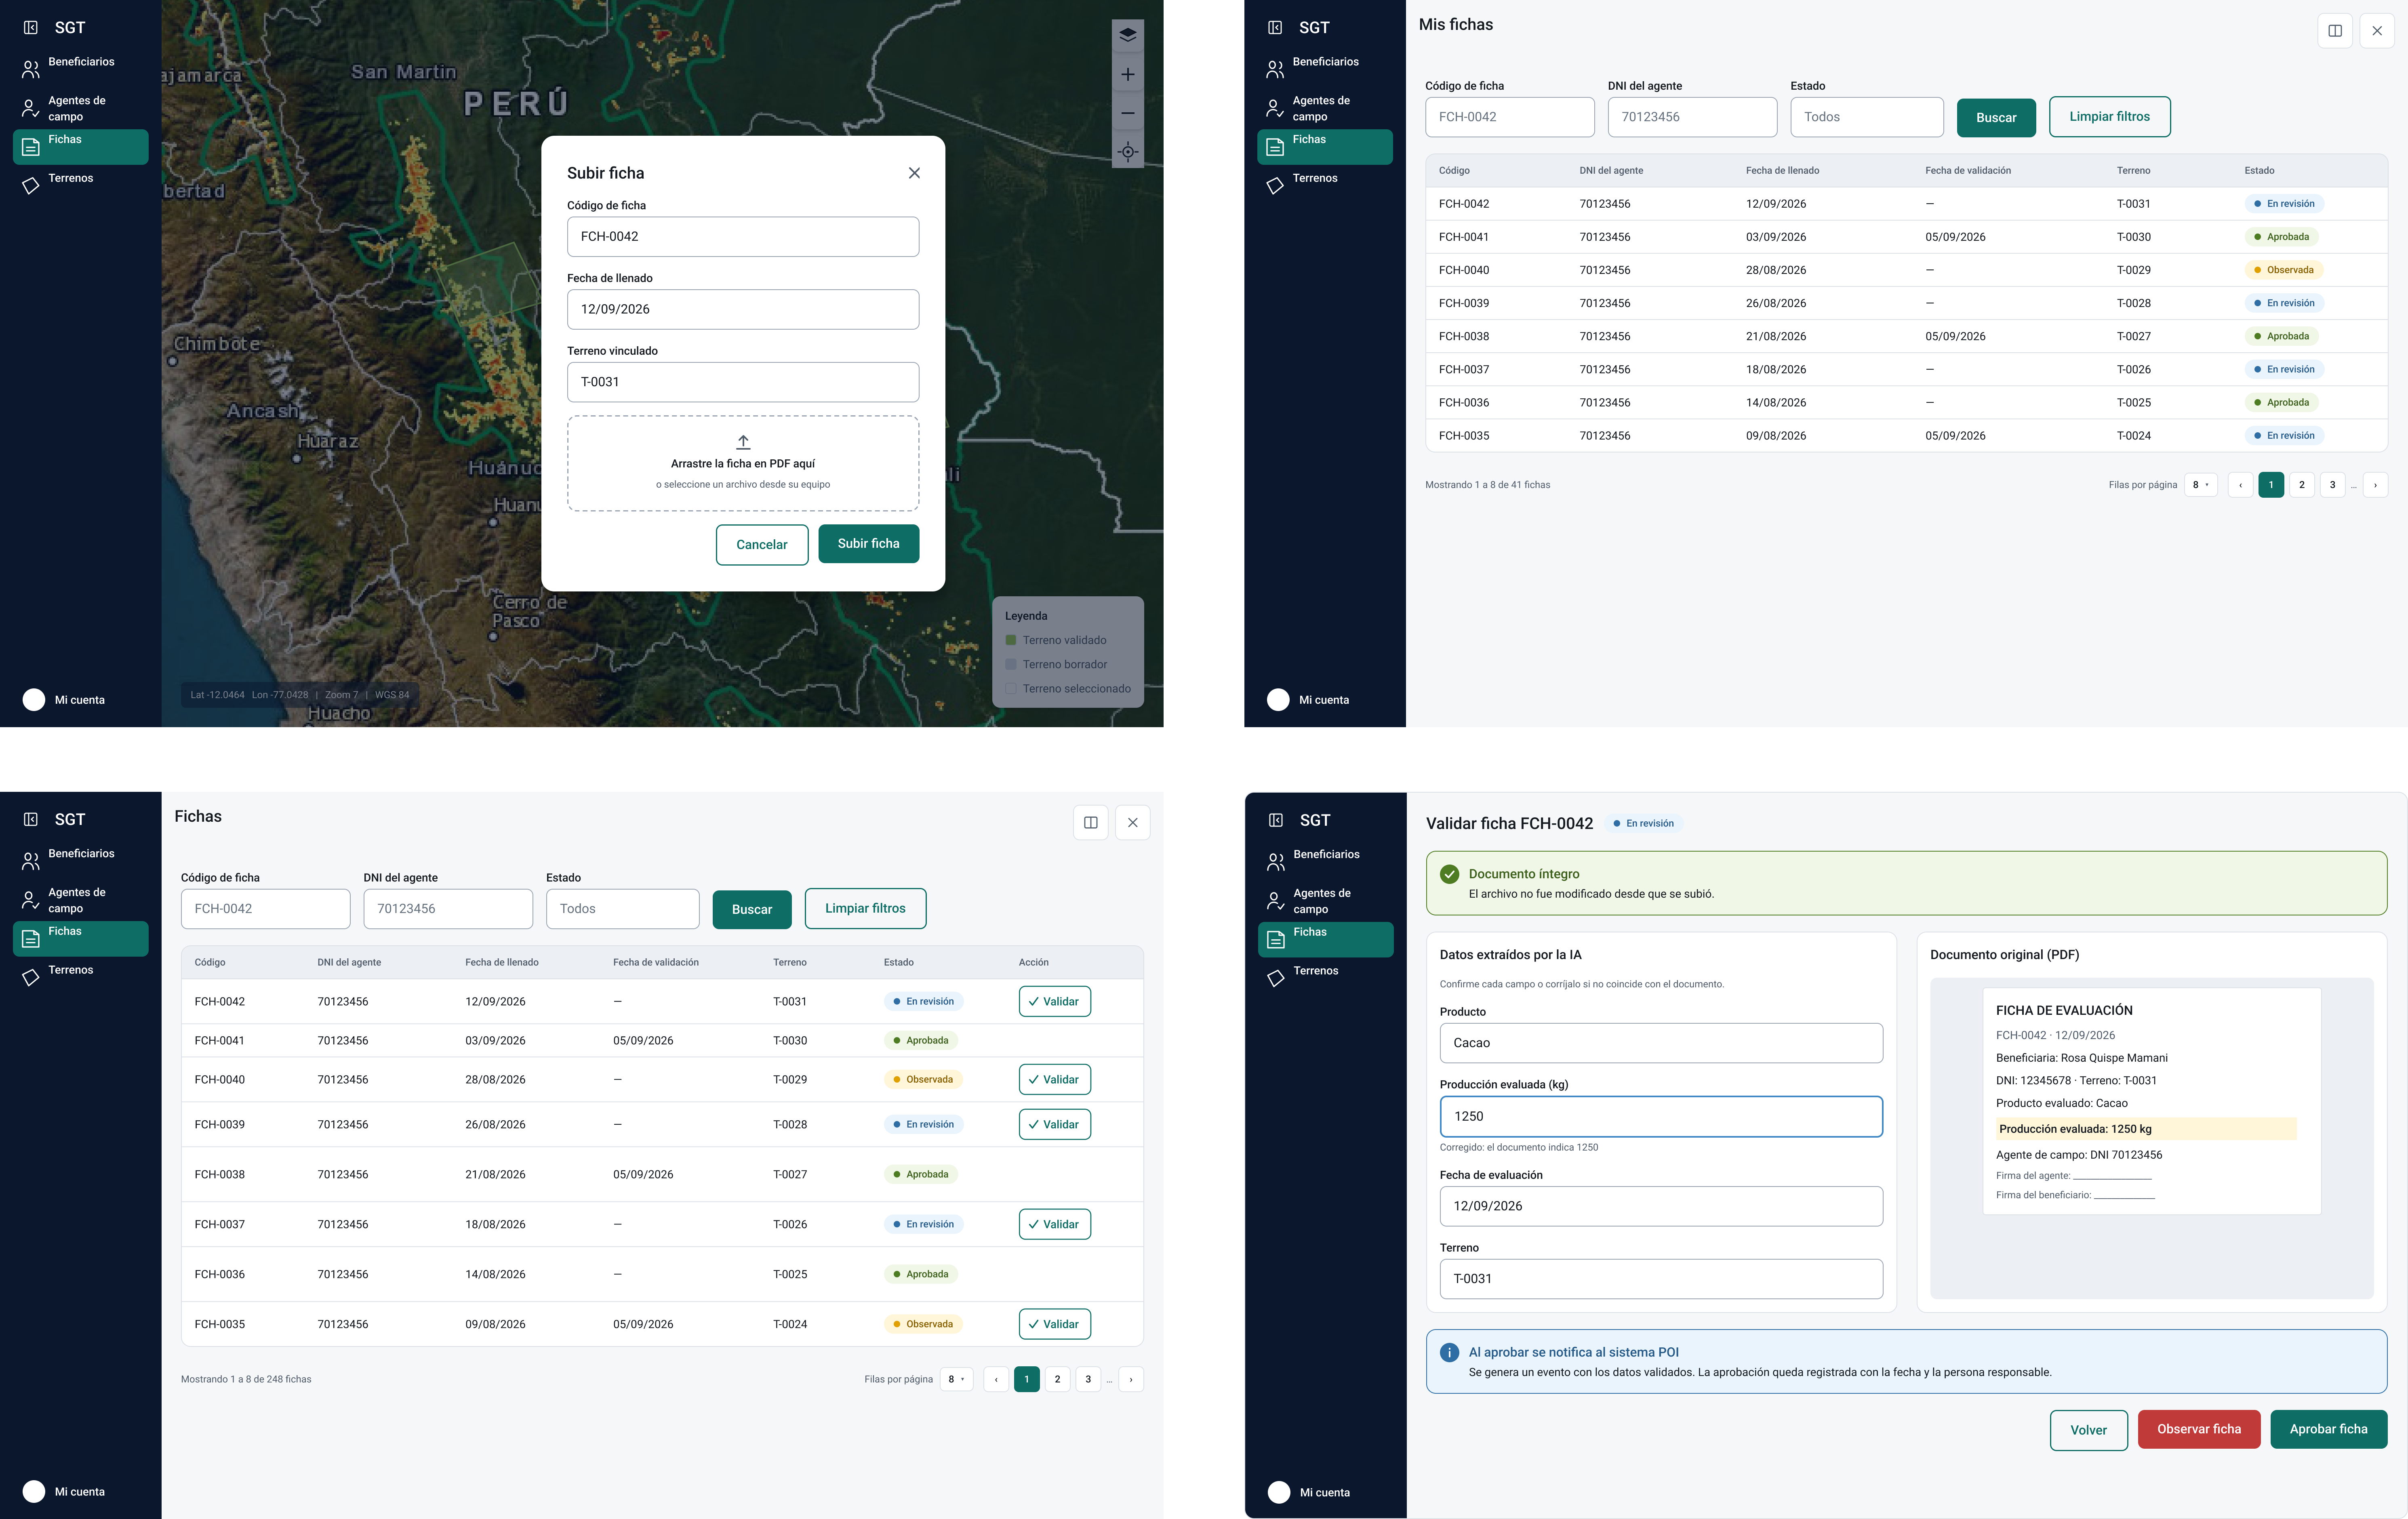 SGT
Beneficiarios
Agentes de
campo
Fichas
Terrenos
Mi cuenta
ajamarca
San Martin
PERÚ
bertad
Chimbote
Ancash
Huaraz
Huánuc
Huanu
Cerro de
Pasco
Huacho
ali
Subir ficha
Código de ficha
FCH-0042
Fecha de llenado
12/09/2026
Terreno vinculado
T-0031
Arrastre la ficha en PDF aquí
o seleccione un archivo desde su equipo
Cancelar
Subir ficha
Leyenda
Terreno validado
Terreno borrador
Terreno seleccionado
Lat -12.0464 Lon -77.0428 | Zoom 7 | WGS 84
SGT
Beneficiarios
Agentes de
campo
Fichas
Terrenos
Mi cuenta
Mis fichas
Código de ficha DNI del agente Estado
FCH-0042 70123456 Todos Buscar Limpiar filtros
Código DNI del agente Fecha de llenado Fecha de validación Terreno Estado
FCH-0042 70123456 12/09/2026 — T-0031 En revisión
FCH-0041 70123456 03/09/2026 05/09/2026 T-0030 Aprobada
FCH-0040 70123456 28/08/2026 — T-0029 Observada
FCH-0039 70123456 26/08/2026 — T-0028 En revisión
FCH-0038 70123456 21/08/2026 05/09/2026 T-0027 Aprobada
FCH-0037 70123456 18/08/2026 — T-0026 En revisión
FCH-0036 70123456 14/08/2026 — T-0025 Aprobada
FCH-0035 70123456 09/08/2026 05/09/2026 T-0024 En revisión
Mostrando 1 a 8 de 41 fichas Filas por página 8 ‹ 1 2 3 … ›
SGT
Beneficiarios
Agentes de
campo
Fichas
Terrenos
Mi cuenta
Fichas
Código de ficha DNI del agente Estado
FCH-0042 70123456 Todos Buscar Limpiar filtros
Código DNI del agente Fecha de llenado Fecha de validación Terreno Estado Acción
FCH-0042 70123456 12/09/2026 — T-0031 En revisión Validar
FCH-0041 70123456 03/09/2026 05/09/2026 T-0030 Aprobada
FCH-0040 70123456 28/08/2026 — T-0029 Observada Validar
FCH-0039 70123456 26/08/2026 — T-0028 En revisión Validar
FCH-0038 70123456 21/08/2026 05/09/2026 T-0027 Aprobada
FCH-0037 70123456 18/08/2026 — T-0026 En revisión Validar
FCH-0036 70123456 14/08/2026 — T-0025 Aprobada
FCH-0035 70123456 09/08/2026 05/09/2026 T-0024 Observada Validar
Mostrando 1 a 8 de 248 fichas Filas por página 8 ‹ 1 2 3 … ›
SGT
Beneficiarios
Agentes de
campo
Fichas
Terrenos
Mi cuenta
Validar ficha FCH-0042 En revisión
Documento íntegro
El archivo no fue modificado desde que se subió.
Datos extraídos por la IA
Confirme cada campo o corríjalo si no coincide con el documento.
Producto
Cacao
Producción evaluada (kg)
1250
Corregido: el documento indica 1250
Fecha de evaluación
12/09/2026
Terreno
T-0031
Documento original (PDF)
FICHA DE EVALUACIÓN
FCH-0042 · 12/09/2026
Beneficiaria: Rosa Quispe Mamani
DNI: 12345678 · Terreno: T-0031
Producto evaluado: Cacao
Producción evaluada: 1250 kg
Agente de campo: DNI 70123456
Firma del agente: _______________
Firma del beneficiario: ____________
Al aprobar se notifica al sistema POI
Se genera un evento con los datos validados. La aprobación queda registrada con la fecha y la persona responsable.
Volver Observar ficha Aprobar ficha